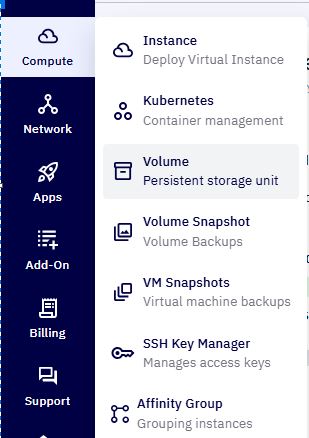 Compute
Network
Apps
Add-On
Billing
Support
Instance
Deploy Virtual Instance
Kubernetes
Container management
Volume
Persistent storage unit
Volume Snapshot
Volume Backups
VM Snapshots
Virtual machine backups
SSH Key Manager
Manages access keys
Affinity Group
Grouping instances